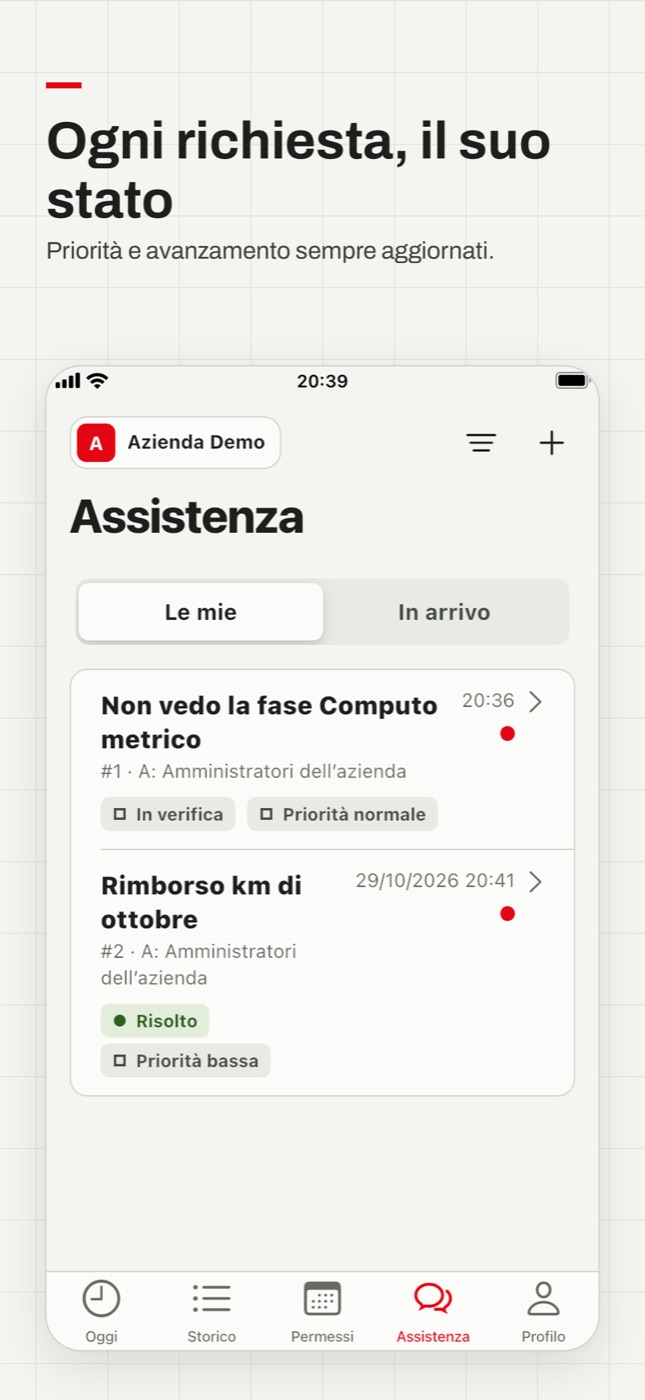 Ogni richiesta, il suo
stato
Priorità e avanzamento sempre aggiornati.
20:39
A Azienda Demo
Assistenza
Le mie In arrivo
Non vedo la fase Computo 20:36
metrico
#1 · A: Amministratori dell’azienda
In verifica Priorità normale
Rimborso km di 29/10/2026 20:41
ottobre
#2 · A: Amministratori
dell’azienda
Risolto
Priorità bassa
Oggi Storico Permessi Assistenza Profilo